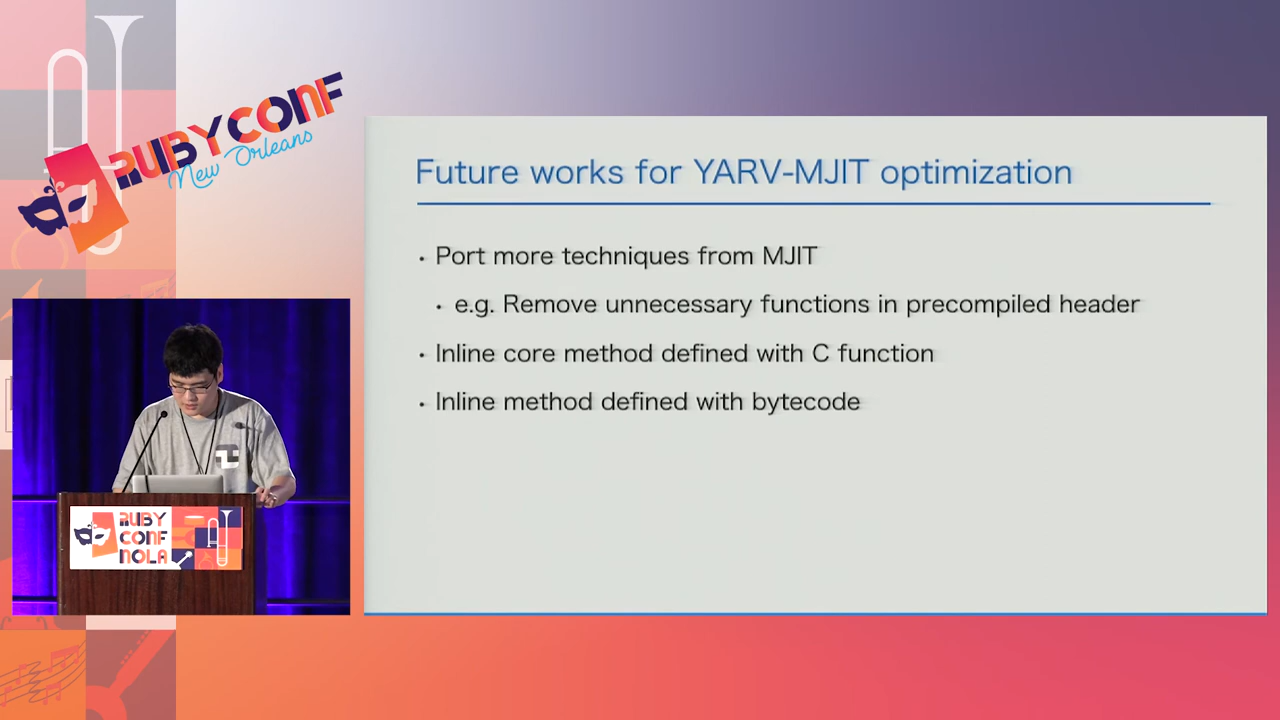 RUBYCONF
New Orleans
Future works for YARV-MJIT optimization
• Port more techniques from MJIT
• e.g. Remove unnecessary functions in precompiled header
• Inline core method defined with C function
• Inline method defined with bytecode
RUBY
CONF
NOLA